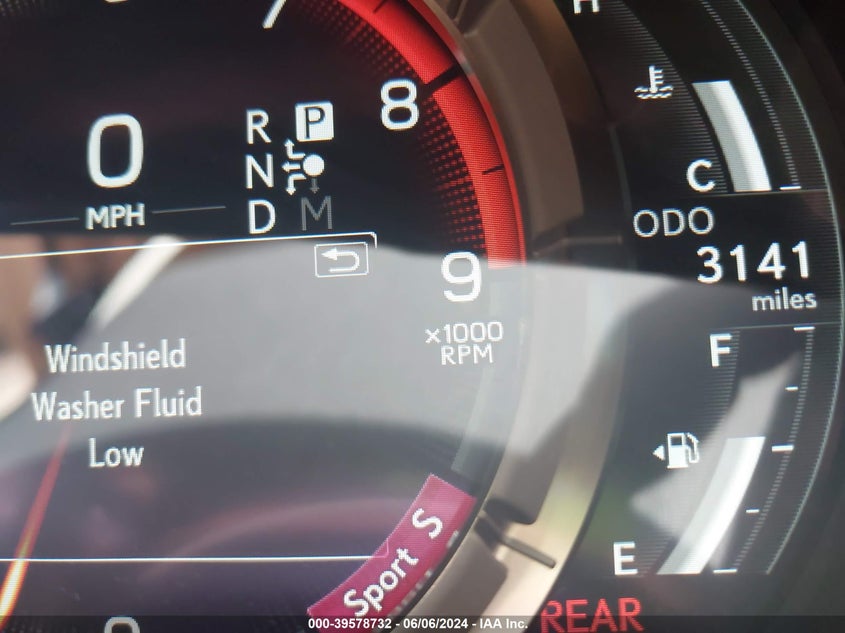 7
H
8
R P
N
D M
0
MPH
C
ODO
3141
miles
9
×1000
RPM
Windshield
Washer Fluid
Low
F
E
Sport S
REAR
000-39578732 - 06/06/2024 - IAA Inc.